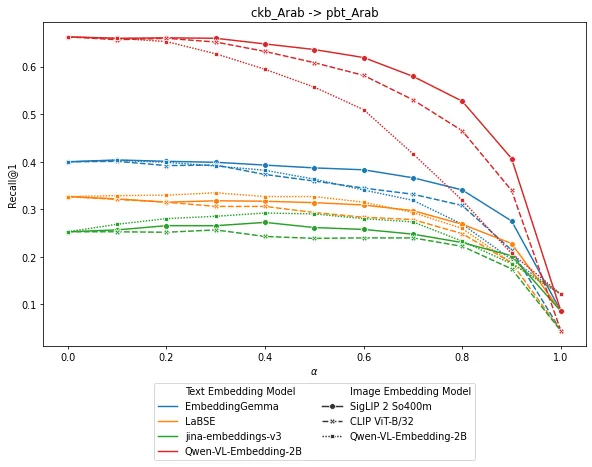 ckb_Arab -> pbt_Arab
Recall@1
0.6
0.5
0.4
0.3
0.2
0.1
0.0 0.2 0.4 0.6 0.8 1.0
α
Text Embedding Model Image Embedding Model
EmbeddingGemma SigLIP 2 So400m
LaBSE CLIP ViT-B/32
jina-embeddings-v3 Qwen-VL-Embedding-2B
Qwen-VL-Embedding-2B